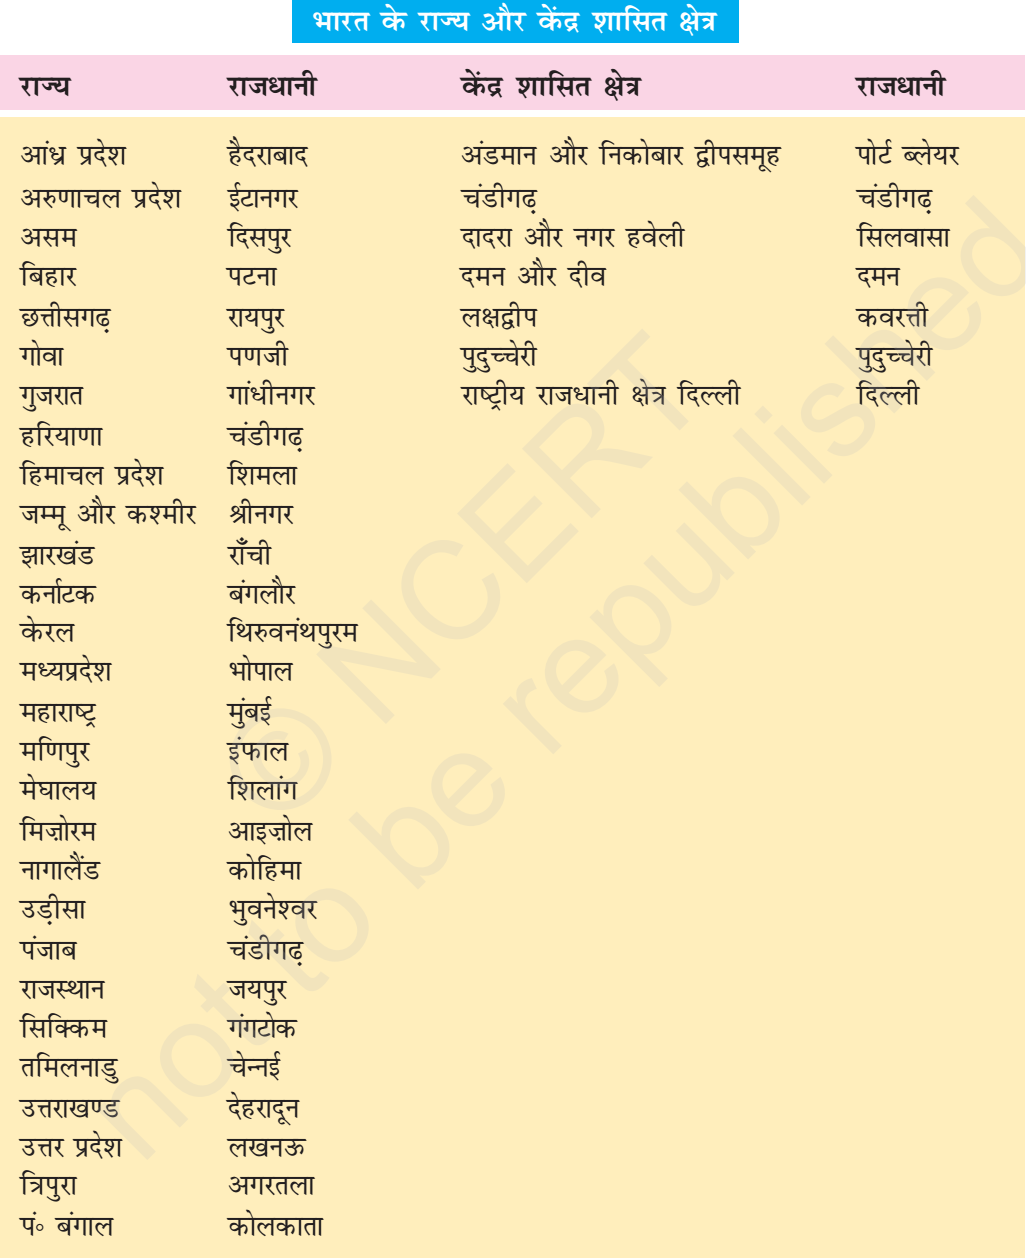 भारत के राज्य और केंद्र शासित क्षेत्र
राज्य राजधानी केंद्र शासित क्षेत्र राजधानी
आंध्र प्रदेश हैदराबाद अंडमान और निकोबार द्वीपसमूह पोर्ट ब्लेयर
अरुणाचल प्रदेश ईटानगर चंडीगढ़ चंडीगढ़
असम दिसपुर दादरा और नगर हवेली सिलवासा
बिहार पटना दमन और दीव दमन
छत्तीसगढ़ रायपुर लक्षद्वीप कवरत्ती
गोवा पणजी पुदुच्चेरी पुदुच्चेरी
गुजरात गांधीनगर राष्ट्रीय राजधानी क्षेत्र दिल्ली दिल्ली
हरियाणा चंडीगढ़
हिमाचल प्रदेश शिमला
जम्मू और कश्मीर श्रीनगर
झारखंड राँची
कर्नाटक बंगलौर
केरल थिरुवनंथपुरम
मध्यप्रदेश भोपाल
महाराष्ट्र मुंबई
मणिपुर इंफाल
मेघालय शिलांग
मिज़ोरम आइज़ोल
नागालैंड कोहिमा
उड़ीसा भुवनेश्वर
पंजाब चंडीगढ़
राजस्थान जयपुर
सिक्किम गंगटोक
तमिलनाडु चेन्नई
उत्तराखण्ड देहरादून
उत्तर प्रदेश लखनऊ
त्रिपुरा अगरतला
पं॰ बंगाल कोलकाता
© NCERT
not to be republished